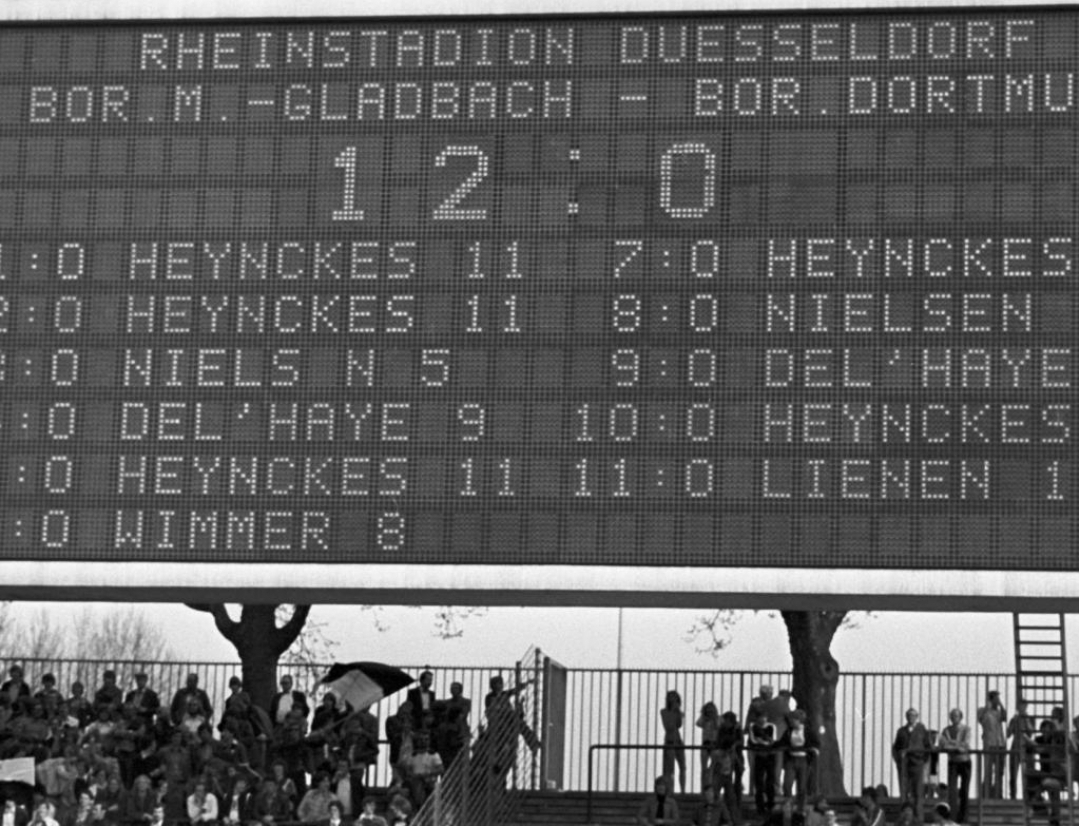 RHEINSTADION DUESSELDORF
BOR.M.-GLADBACH - BOR.DORTMU
12:0
:0 HEYNCKES 11 7:0 HEYNCKES
2:0 HEYNCKES 11 8:0 NIELSEN
:0 NIELS N 5 9:0 DEL'HAYE
:0 DEL'HAYE 9 10:0 HEYNCKES
:0 HEYNCKES 11 11:0 LIENEN 1
:0 WIMMER 8